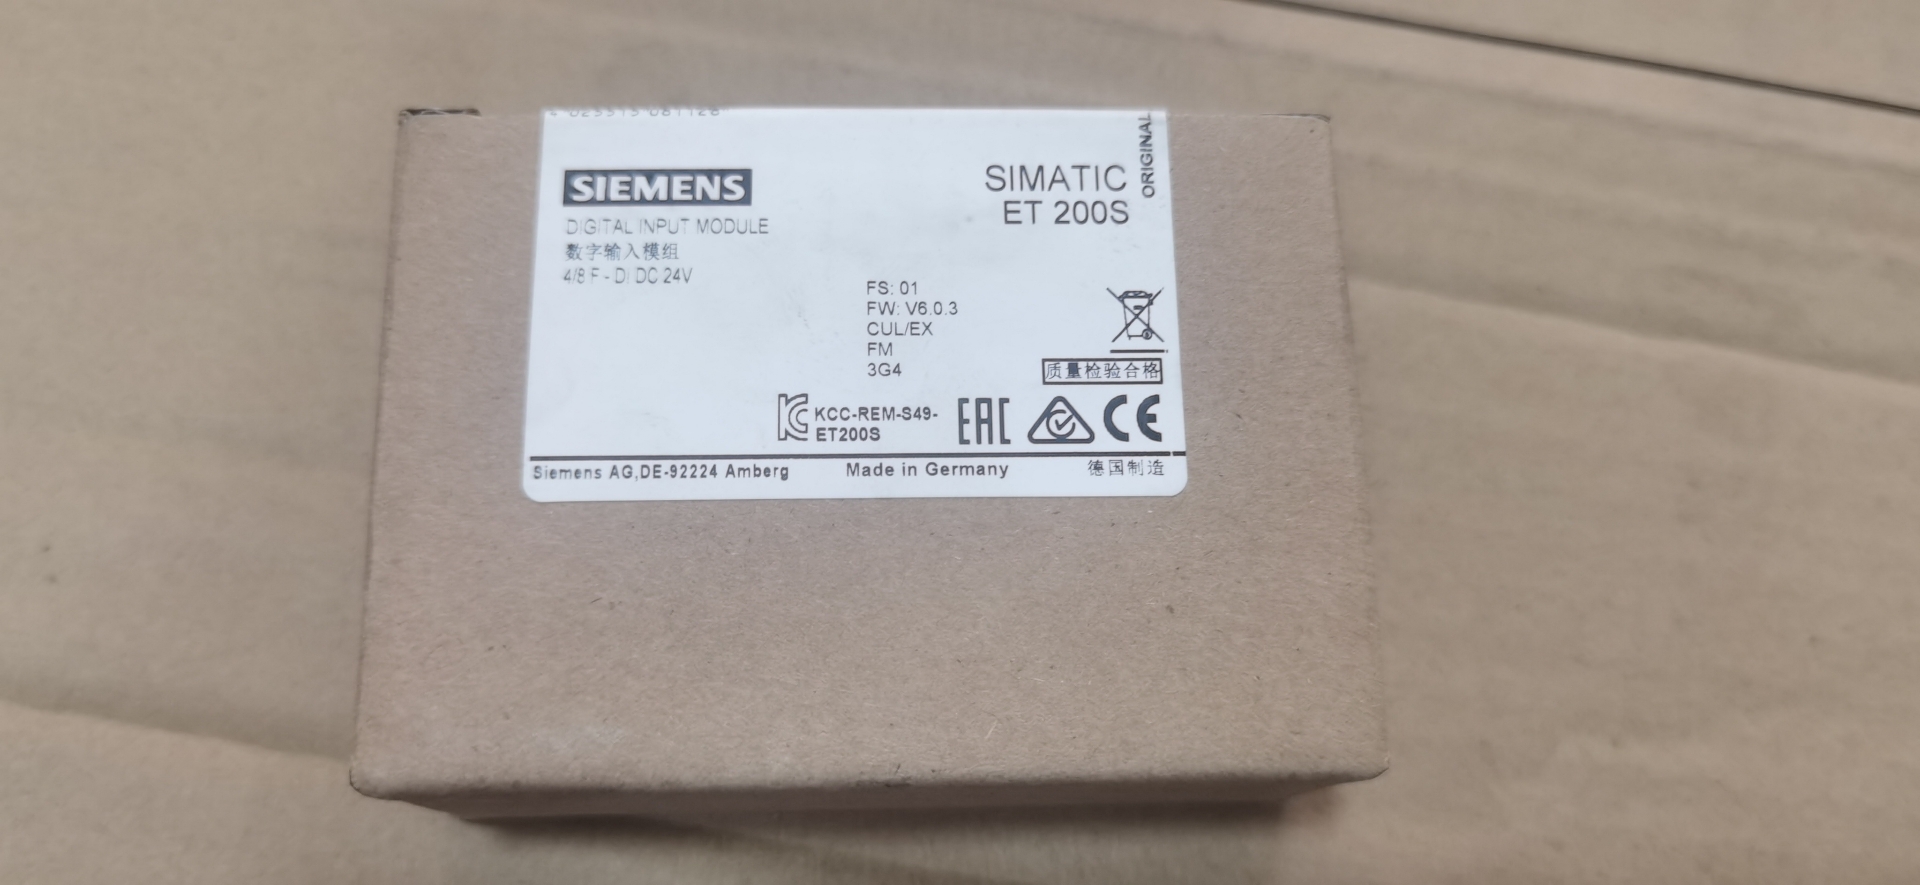 ORIGINAL
SIEMENS
SIMATIC
ET 200S
DIGITAL INPUT MODULE
数字输入模组
4/8 F - DI DC 24V
FS: 01
FW: V6.0.3
CUL/EX
FM
3G4
质量检验合格
KCC-REM-S49-
ET200S
EAC
CE
Siemens AG,DE-92224 Amberg
Made in Germany
德国制造